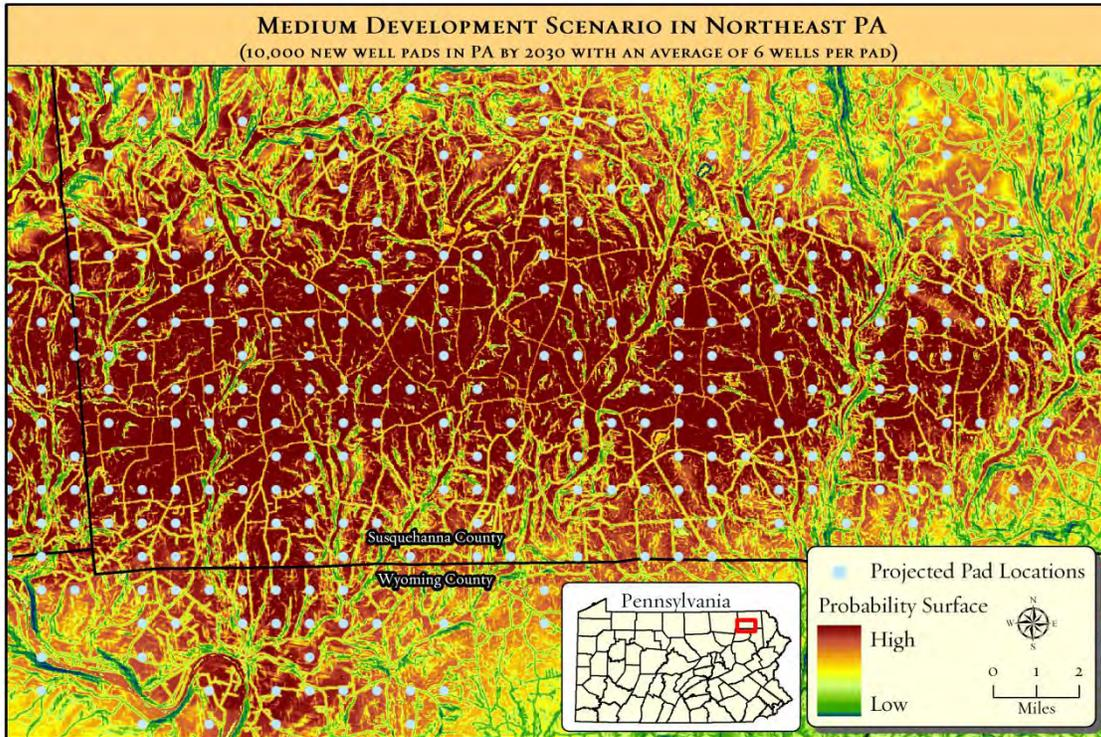 Medium Development Scenario in Northeast PA
(10,000 new well pads in PA by 2030 with an average of 6 wells per pad)
Susquehanna County
Wyoming County
Pennsylvania
Projected Pad Locations
Probability Surface
High
Low
N
W E
S
0 1 2
Miles